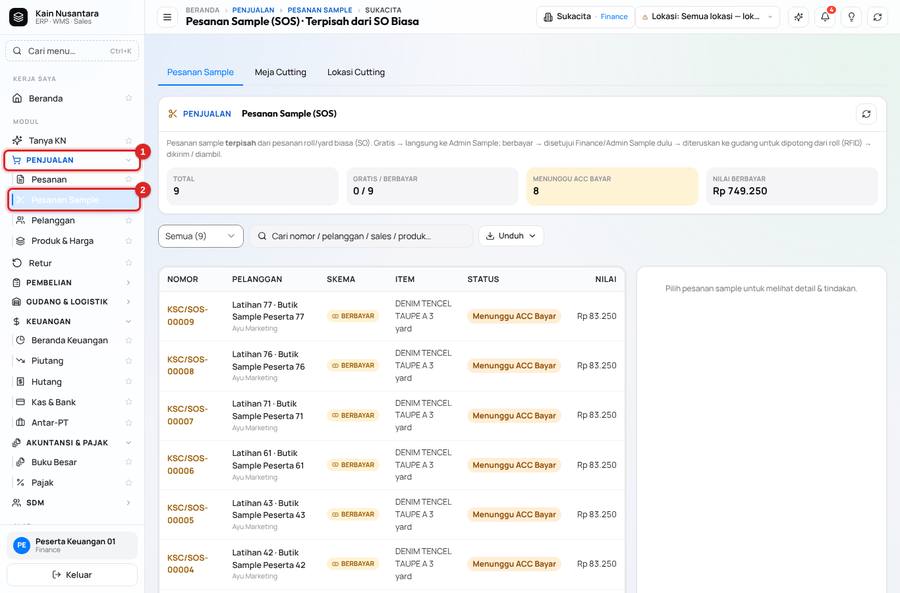 Kain Nusantara
ERP · WMS · Sales
Cari menu... Ctrl+K
KERJA SAYA
Beranda
MODUL
Tanya KN
PENJUALAN
1
Pesanan
Pesanan Sample
2
Pelanggan
Produk & Harga
Retur
PEMBELIAN
GUDANG & LOGISTIK
KEUANGAN
Beranda Keuangan
Piutang
Hutang
Kas & Bank
Antar-PT
AKUNTANSI & PAJAK
Buku Besar
Pajak
SDM
PE Peserta Keuangan 01
Finance
Keluar
BERANDA › PENJUALAN › PESANAN SAMPLE › SUKACITA
Pesanan Sample (SOS) · Terpisah dari SO Biasa
Sukacita · Finance
Lokasi: Semua lokasi — lok...
4
Pesanan Sample Meja Cutting Lokasi Cutting
PENJUALAN Pesanan Sample (SOS)
Pesanan sample terpisah dari pesanan roll/yard biasa (SO). Gratis → langsung ke Admin Sample; berbayar → disetujui Finance/Admin Sample dulu → diteruskan ke gudang untuk dipotong dari roll (RFID) →
dikirim / diambil.
TOTAL
9
GRATIS / BERBAYAR
0 / 9
MENUNGGU ACC BAYAR
8
NILAI BERBAYAR
Rp 749.250
Semua (9)
Cari nomor / pelanggan / sales / produk...
Unduh
NOMOR PELANGGAN SKEMA ITEM STATUS NILAI
KSC/SOS-00009 Latihan 77 · Butik Sample Peserta 77 Ayu Marketing BERBAYAR DENIM TENCEL TAUPE A 3 yard Menunggu ACC Bayar Rp 83.250
KSC/SOS-00008 Latihan 76 · Butik Sample Peserta 76 Ayu Marketing BERBAYAR DENIM TENCEL TAUPE A 3 yard Menunggu ACC Bayar Rp 83.250
KSC/SOS-00007 Latihan 71 · Butik Sample Peserta 71 Ayu Marketing BERBAYAR DENIM TENCEL TAUPE A 3 yard Menunggu ACC Bayar Rp 83.250
KSC/SOS-00006 Latihan 61 · Butik Sample Peserta 61 Ayu Marketing BERBAYAR DENIM TENCEL TAUPE A 3 yard Menunggu ACC Bayar Rp 83.250
KSC/SOS-00005 Latihan 43 · Butik Sample Peserta 43 Ayu Marketing BERBAYAR DENIM TENCEL TAUPE A 3 yard Menunggu ACC Bayar Rp 83.250
KSC/SOS-00004 Latihan 42 · Butik Sample Peserta 42 Ayu Marketing BERBAYAR DENIM TENCEL TAUPE A 3 yard Menunggu ACC Bayar Rp 83.250
Pilih pesanan sample untuk melihat detail & tindakan.